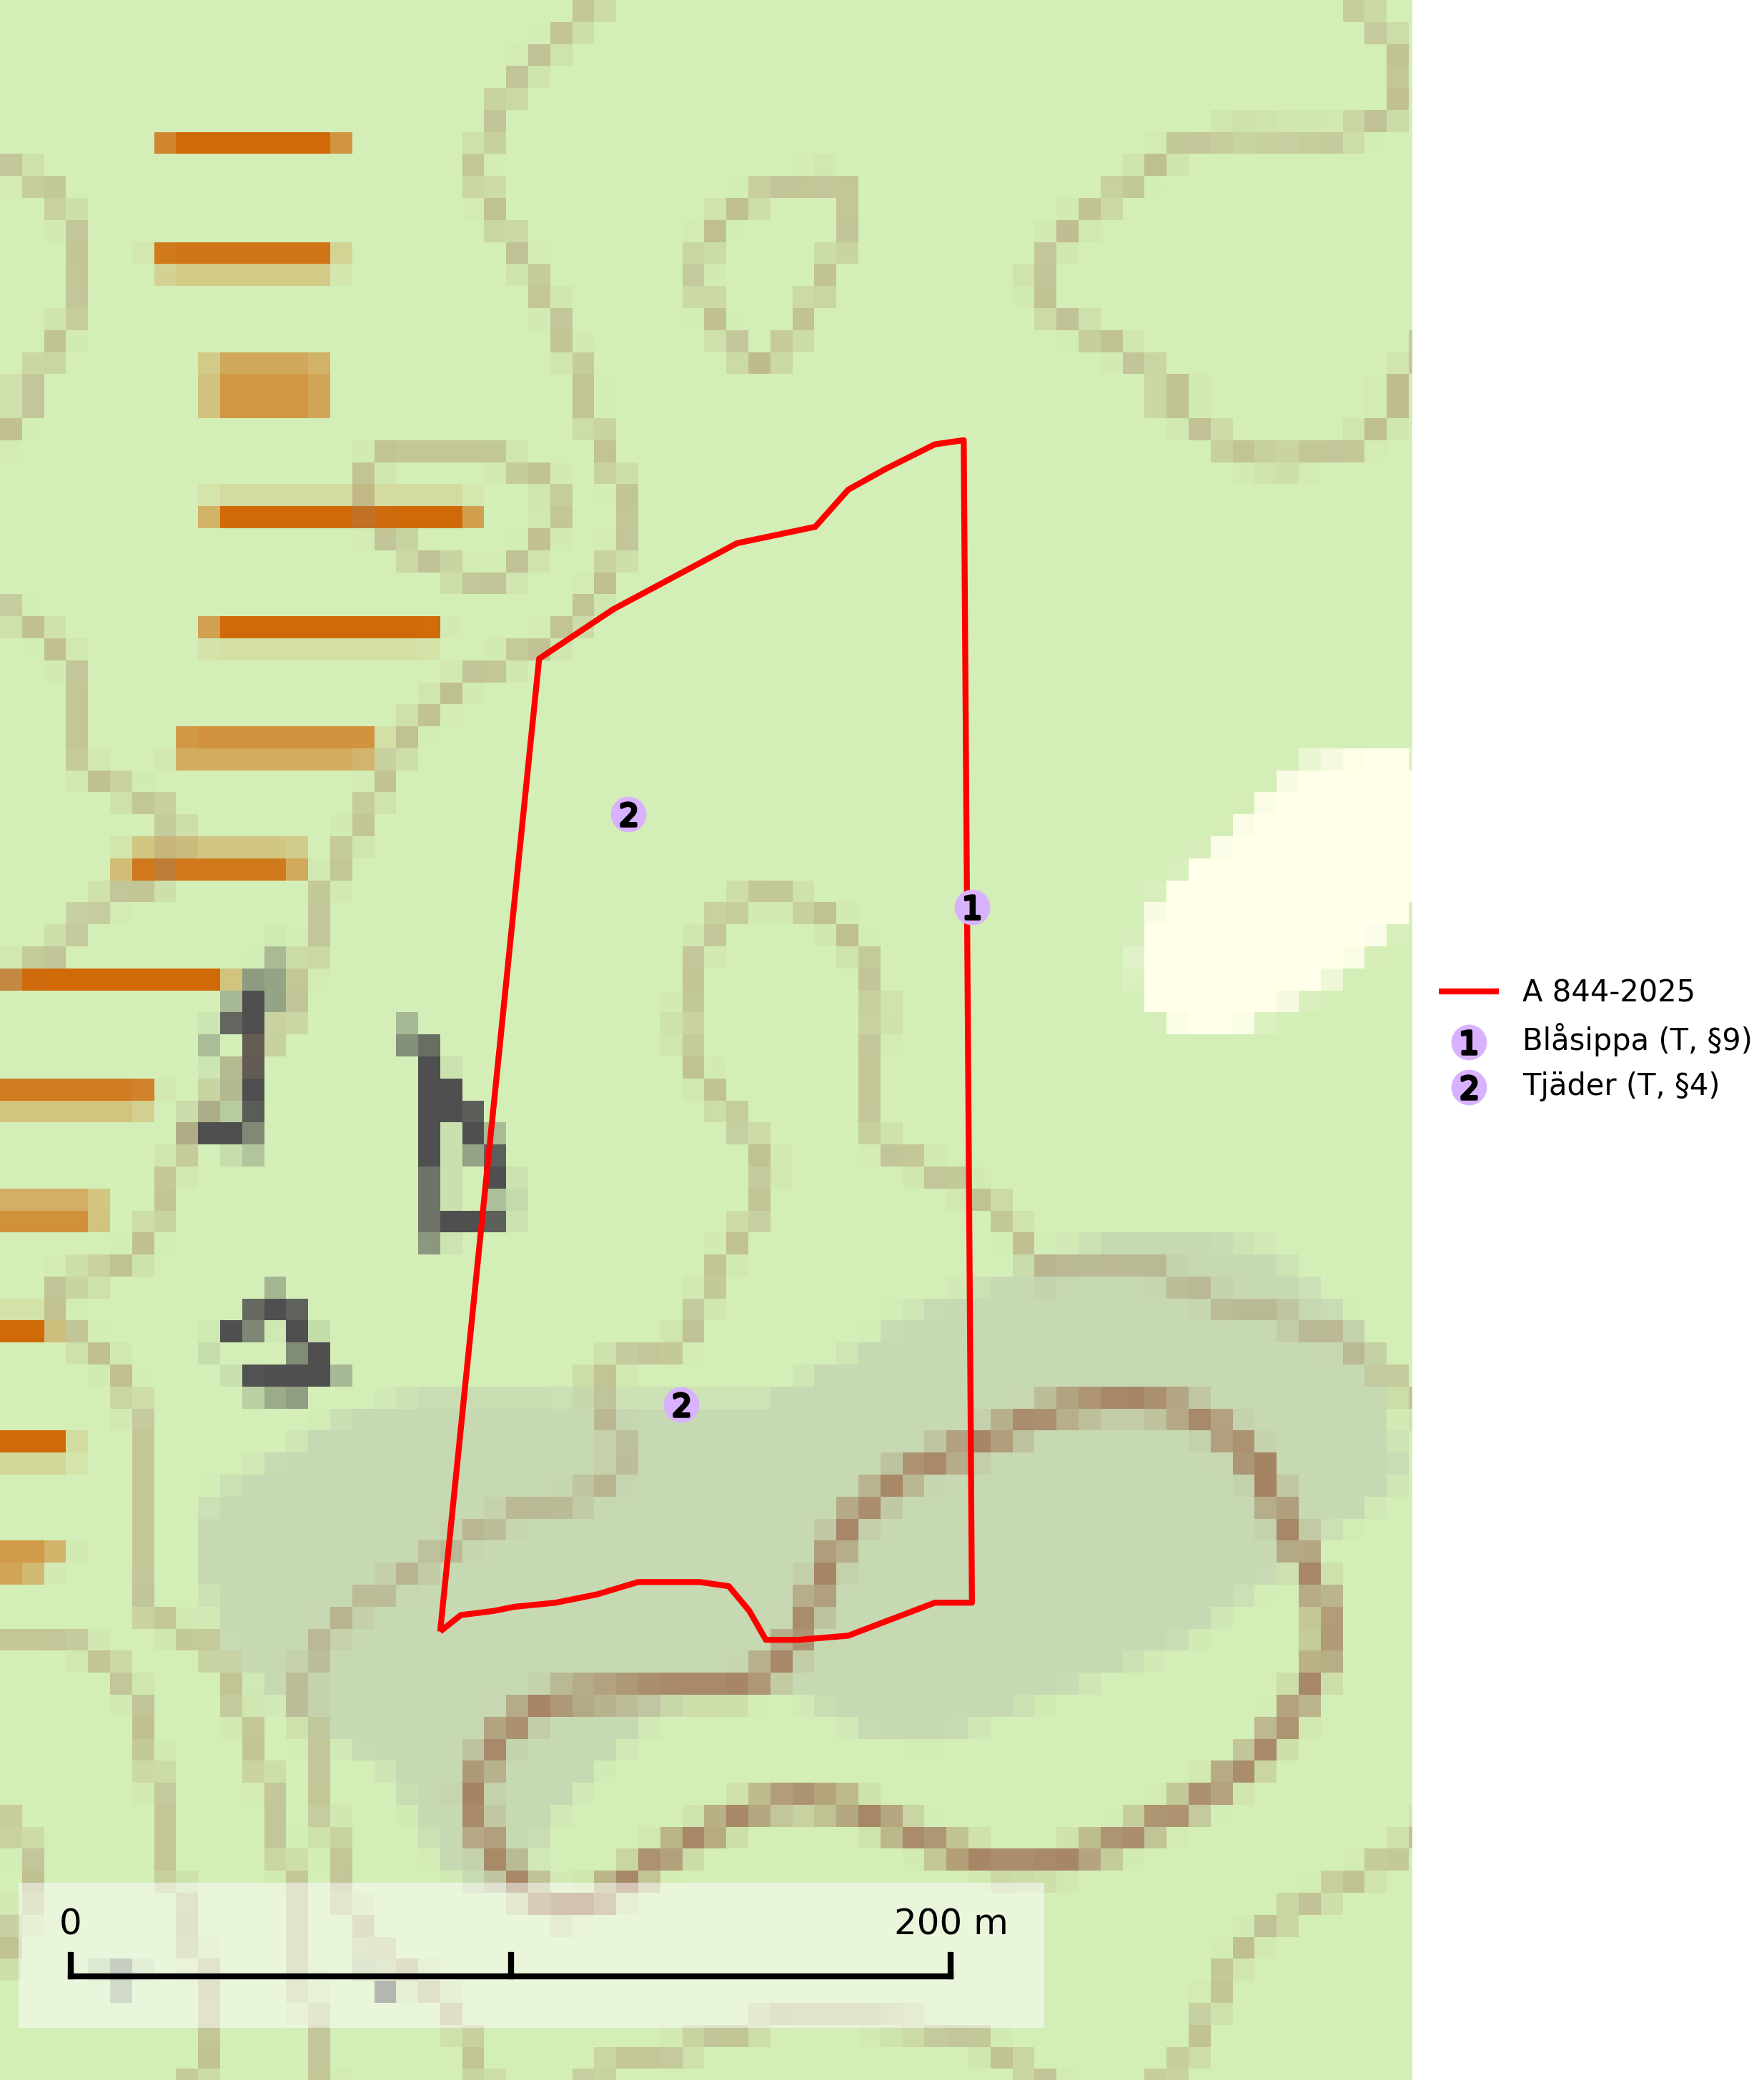 2
1
2
A 844-2025
1 Blåsippa (T, §9)
2 Tjäder (T, §4)
0 200 m